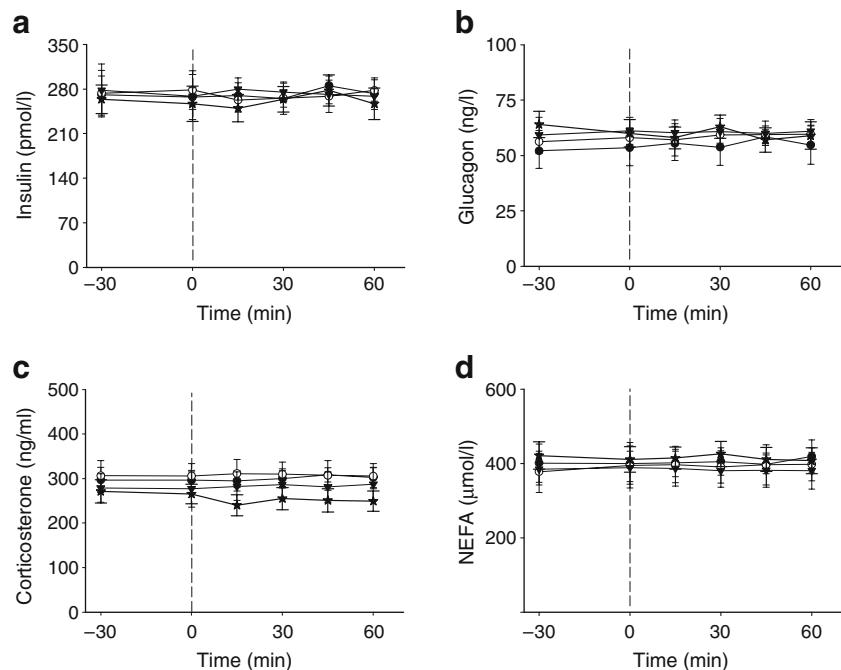 a
350
280
210
140
70
0
Insulin (pmol/l)
−30 0 30 60
Time (min)
b
100
75
50
25
0
Glucagon (ng/l)
−30 0 30 60
Time (min)
c
500
400
300
200
100
0
Corticosterone (ng/ml)
−30 0 30 60
Time (min)
d
600
400
200
NEFA (μmol/l)
−30 0 30 60
Time (min)